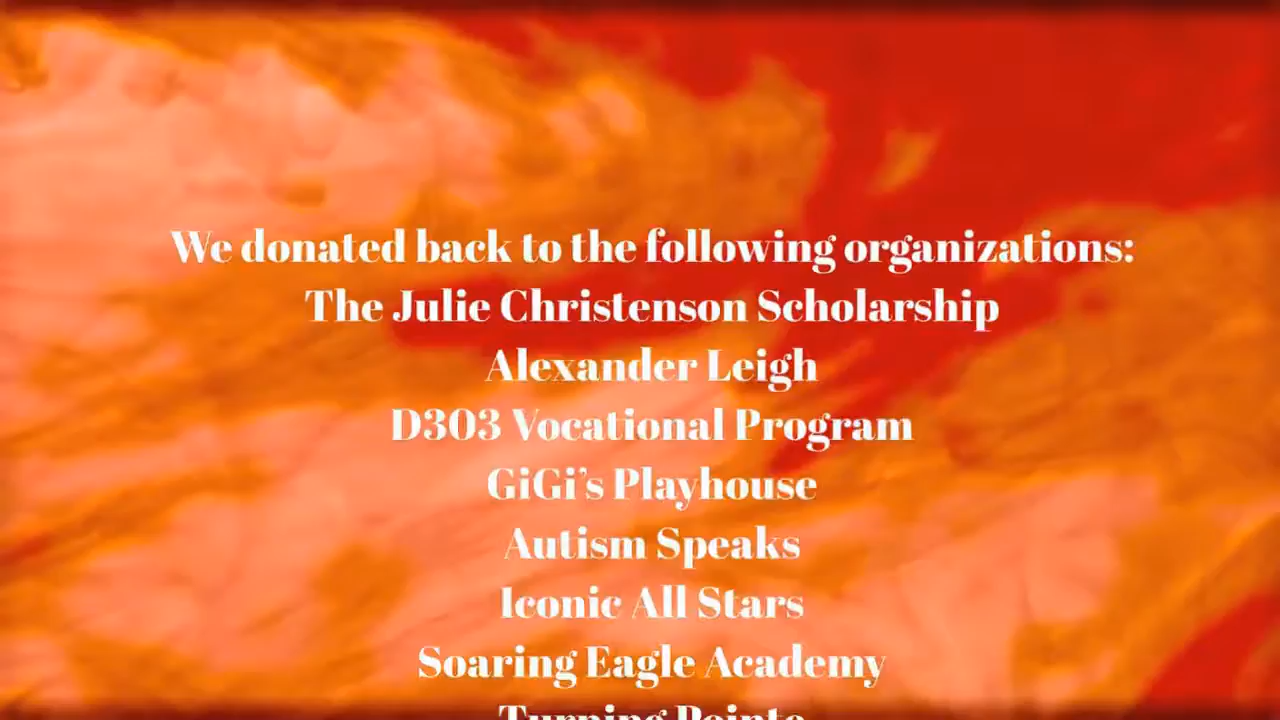 We donated back to the following organizations:
The Julie Christenson Scholarship
Alexander Leigh
D303 Vocational Program
GiGi's Playhouse
Autism Speaks
Iconic All Stars
Soaring Eagle Academy
Turning Pointe